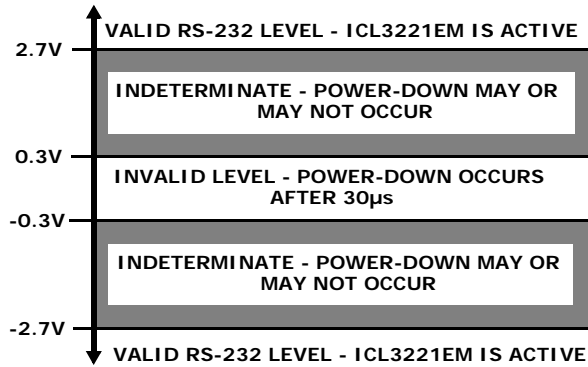 VALID RS-232 LEVEL - ICL3221EM IS ACTIVE
2.7V
INDETERMINATE - POWER-DOWN MAY OR
MAY NOT OCCUR
0.3V
INVALID LEVEL - POWER-DOWN OCCURS
AFTER 30µs
-0.3V
INDETERMINATE - POWER-DOWN MAY OR
MAY NOT OCCUR
-2.7V
VALID RS-232 LEVEL - ICL3221EM IS ACTIVE